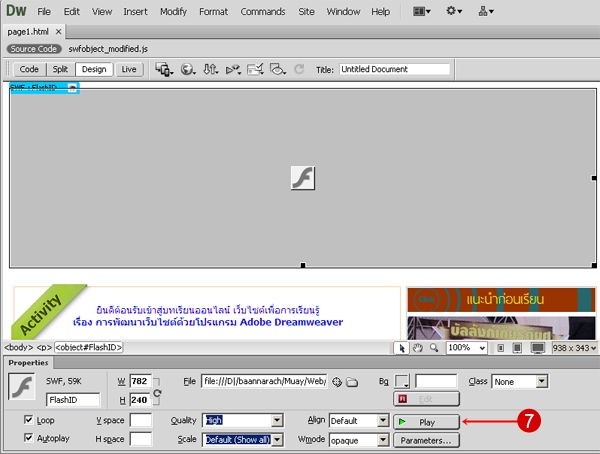 Dw File Edit View Insert Modify Format Commands Site Window Help
page1.html ×
Source Code swfobject_modified.js
Code Split Design Live Title: Untitled Document
SWF : FlashID
Activity
ยินดีต้อนรับเข้าสู่บทเรียนออนไลน์ เว็บไซต์เพื่อการเรียนรู้
เรื่อง การพัฒนาเว็บไซต์ด้วยโปรแกรม Adobe Dreamweaver
แนะนำก่อนเรียน
<body> <p> <object#FlashID> 100% 938 x 343
Properties
SWF, 59K W 782 File file:///D|/baannarach/Muay/Web/ Bg Class None
FlashID H 240 Edit
Loop V space Quality High Align Default Play 7
Autoplay H space Scale Default (Show all) Wmode opaque Parameters...